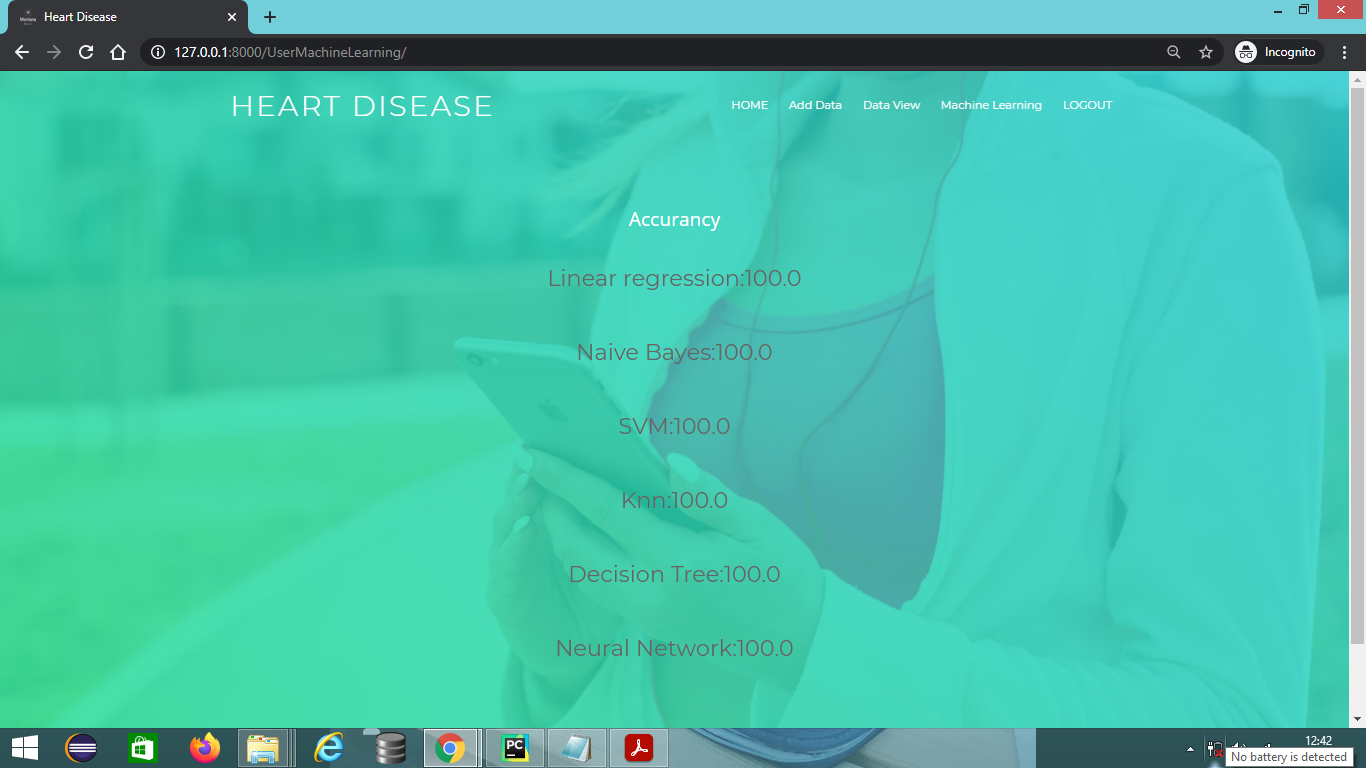 Heart Disease
127.0.0.1:8000/UserMachineLearning/
Incognito
HEART DISEASE
HOME
Add Data
Data View
Machine Learning
LOGOUT
Accurancy
Linear regression:100.0
Naive Bayes:100.0
SVM:100.0
Knn:100.0
Decision Tree:100.0
Neural Network:100.0
PC
12:42
No battery is detected